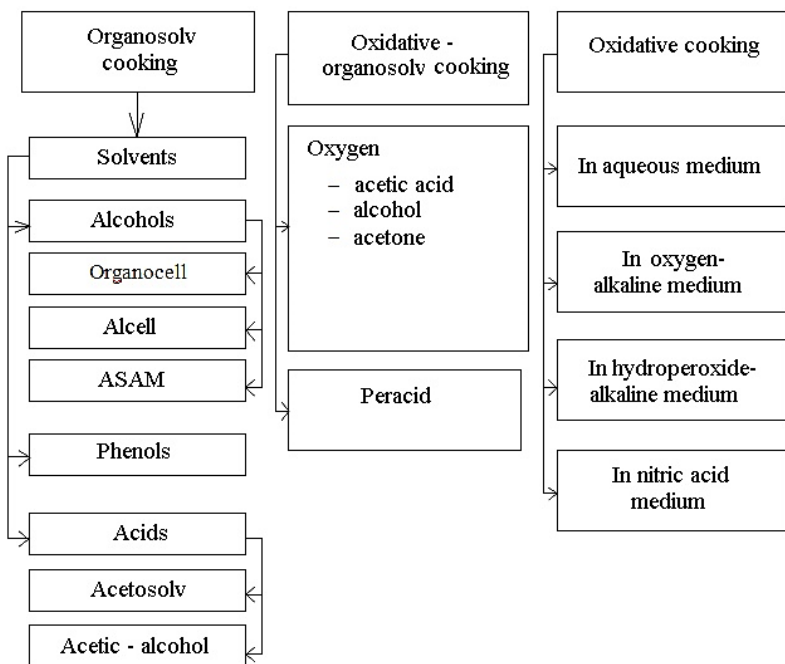 Organosolv
cooking
Solvents
Alcohols
Organocell
Alcell
ASAM
Phenols
Acids
Acetosolv
Acetic - alcohol
Oxidative -
organosolv cooking
Oxygen
– acetic acid
– alcohol
– acetone
Peracid
Oxidative cooking
In aqueous medium
In oxygen-
alkaline medium
In hydroperoxide-
alkaline medium
In nitric acid
medium